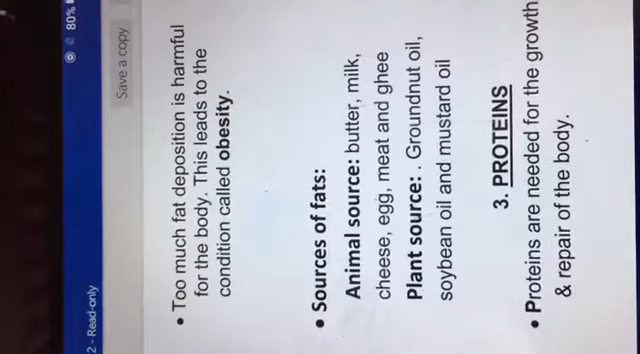 80%
2 - Read-only
Save a copy
• Too much fat deposition is harmful
for the body. This leads to the
condition called obesity.
• Sources of fats:
Animal source: butter, milk,
cheese, egg, meat and ghee
Plant source: . Groundnut oil,
soybean oil and mustard oil
3. PROTEINS
• Proteins are needed for the growth
& repair of the body.